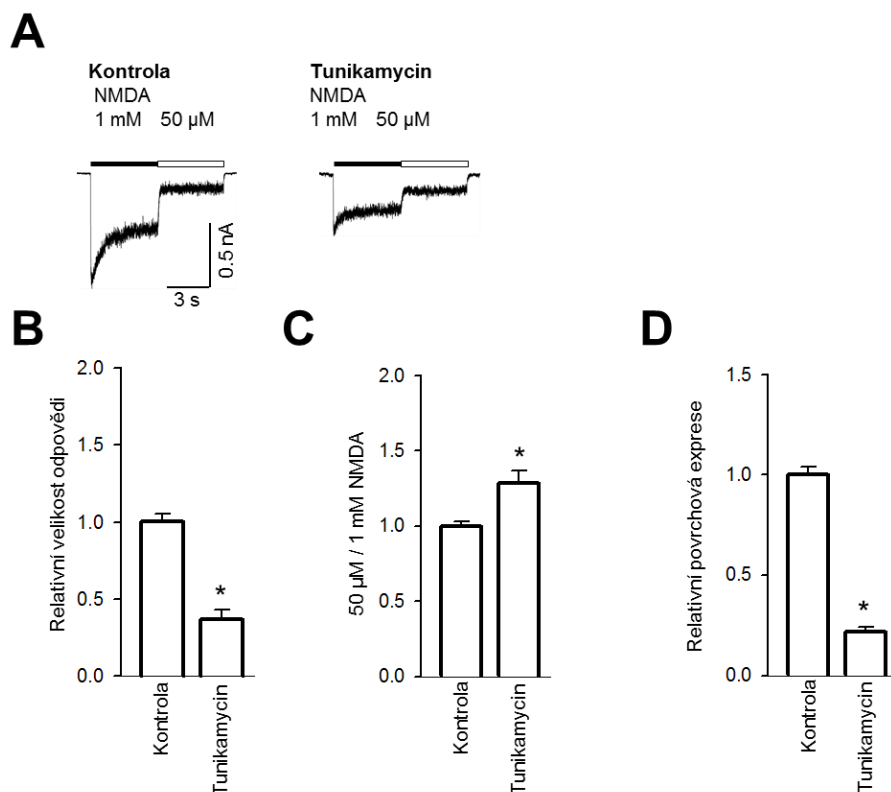 A
Kontrola
NMDA
1 mM 50 µM
0.5 nA
3 s
Tunikamycin
NMDA
1 mM 50 µM
B
Relativní velikost odpovědi
2.0
1.5
1.0
0.5
0.0
Kontrola
Tunikamycin
*
C
50 µM / 1 mM NMDA
2.0
1.5
1.0
0.5
0.0
Kontrola
Tunikamycin
*
D
Relativní povrchová exprese
1.5
1.0
0.5
0.0
Kontrola
Tunikamycin
*